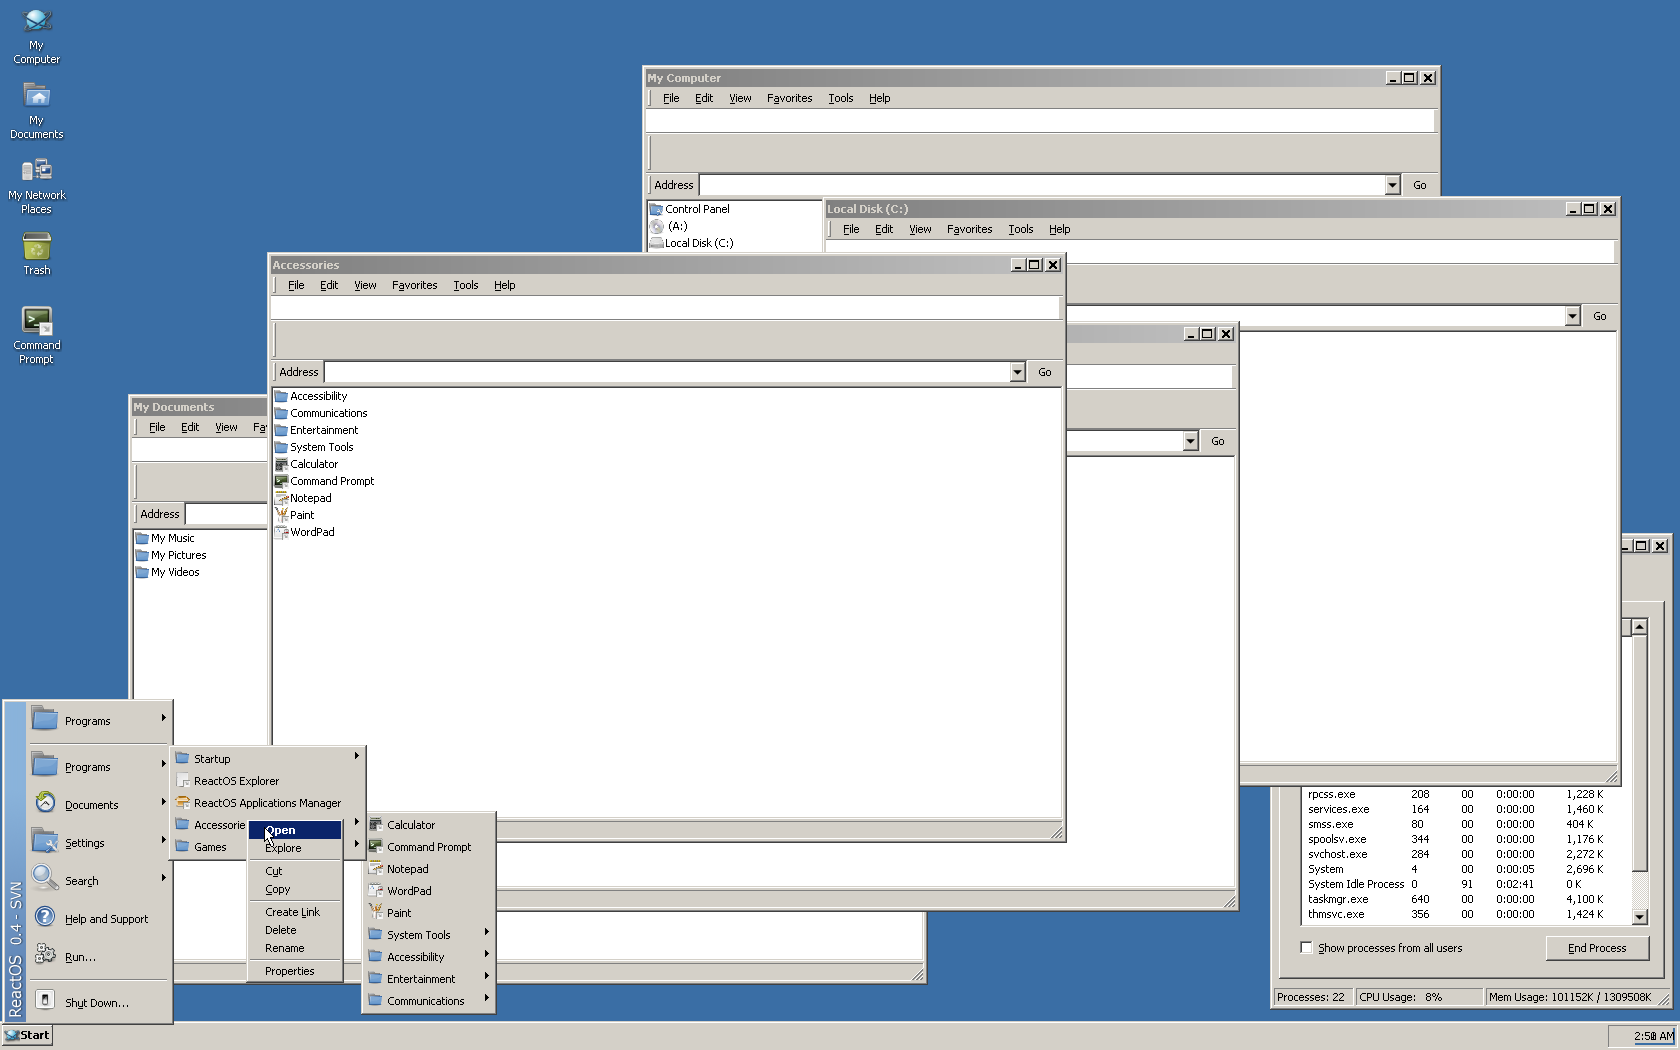 My
Computer
My
Documents
My Network
Places
Trash
Command
Prompt
My Computer
File Edit View Favorites Tools Help
Address Go
Control Panel
(A:)
Local Disk (C:)
Local Disk (C:)
File Edit View Favorites Tools Help
Go
Accessories
File Edit View Favorites Tools Help
Address Go
Accessibility
Communications
Entertainment
System Tools
Calculator
Command Prompt
Notepad
Paint
WordPad
Go
My Documents
File Edit View Fa
Address
My Music
My Pictures
My Videos
rpcss.exe 208 00 0:00:00 1,228 K
services.exe 164 00 0:00:00 1,460 K
smss.exe 80 00 0:00:00 404 K
spoolsv.exe 344 00 0:00:00 1,176 K
svchost.exe 284 00 0:00:00 2,272 K
System 4 00 0:00:05 2,696 K
System Idle Process 0 91 0:02:41 0 K
taskmgr.exe 640 00 0:00:00 4,100 K
thmsvc.exe 356 00 0:00:00 1,424 K
Show processes from all users
End Process
Processes: 22 CPU Usage: 8% Mem Usage: 101152K / 1309508K
Programs
Programs
Documents
Settings
Search
Help and Support
Run...
Shut Down...
ReactOS 0.4 - SVN
Startup
ReactOS Explorer
ReactOS Applications Manager
Accessorie
Games
Open
Explore
Cut
Copy
Create Link
Delete
Rename
Properties
Calculator
Command Prompt
Notepad
WordPad
Paint
System Tools
Accessibility
Entertainment
Communications
Start
AM